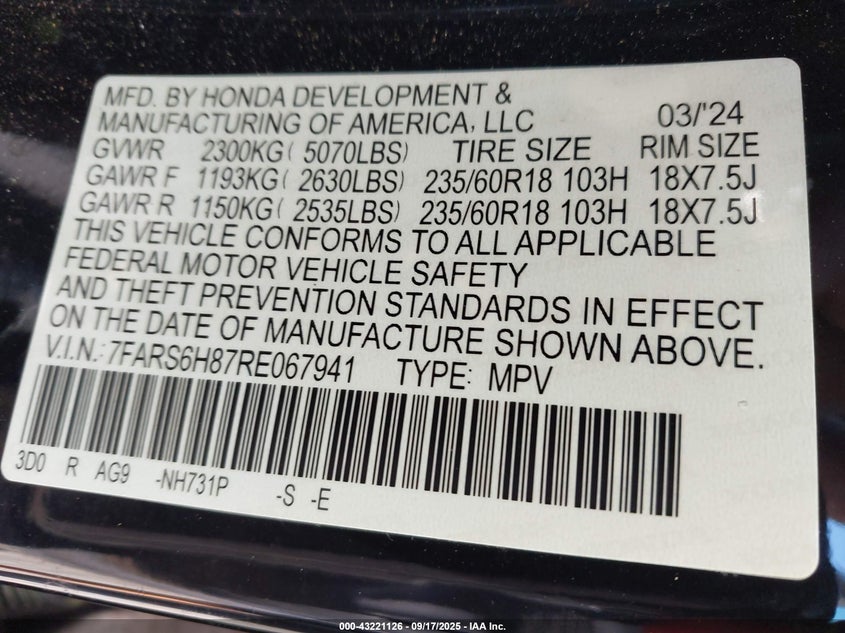 MFD. BY HONDA DEVELOPMENT &
MANUFACTURING OF AMERICA, LLC 03/'24
GVWR 2300KG( 5070LBS) TIRE SIZE RIM SIZE
GAWR F 1193KG( 2630LBS) 235/60R18 103H 18X7.5J
GAWR R 1150KG( 2535LBS) 235/60R18 103H 18X7.5J
THIS VEHICLE CONFORMS TO ALL APPLICABLE
FEDERAL MOTOR VEHICLE SAFETY
AND THEFT PREVENTION STANDARDS IN EFFECT
ON THE DATE OF MANUFACTURE SHOWN ABOVE.
V.I.N.: 7FARS6H87RE067941 TYPE: MPV
3D0 R AG9 -NH731P -S -E
000-43221126 - 09/17/2025 - IAA Inc.